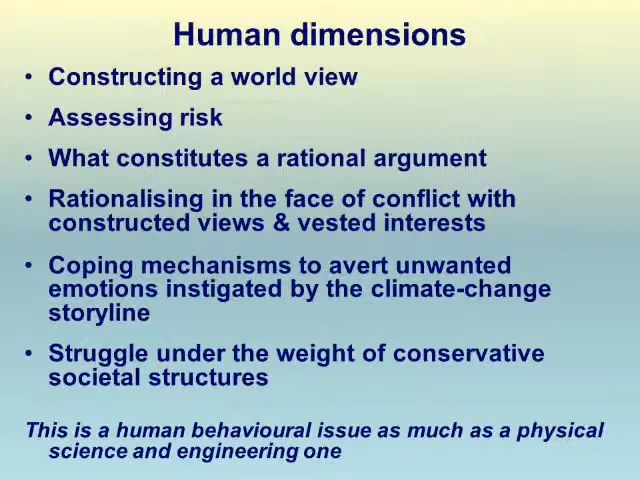 Human dimensions
• Constructing a world view
• Assessing risk
• What constitutes a rational argument
• Rationalising in the face of conflict with
constructed views & vested interests
• Coping mechanisms to avert unwanted
emotions instigated by the climate-change
storyline
• Struggle under the weight of conservative
societal structures
This is a human behavioural issue as much as a physical
science and engineering one